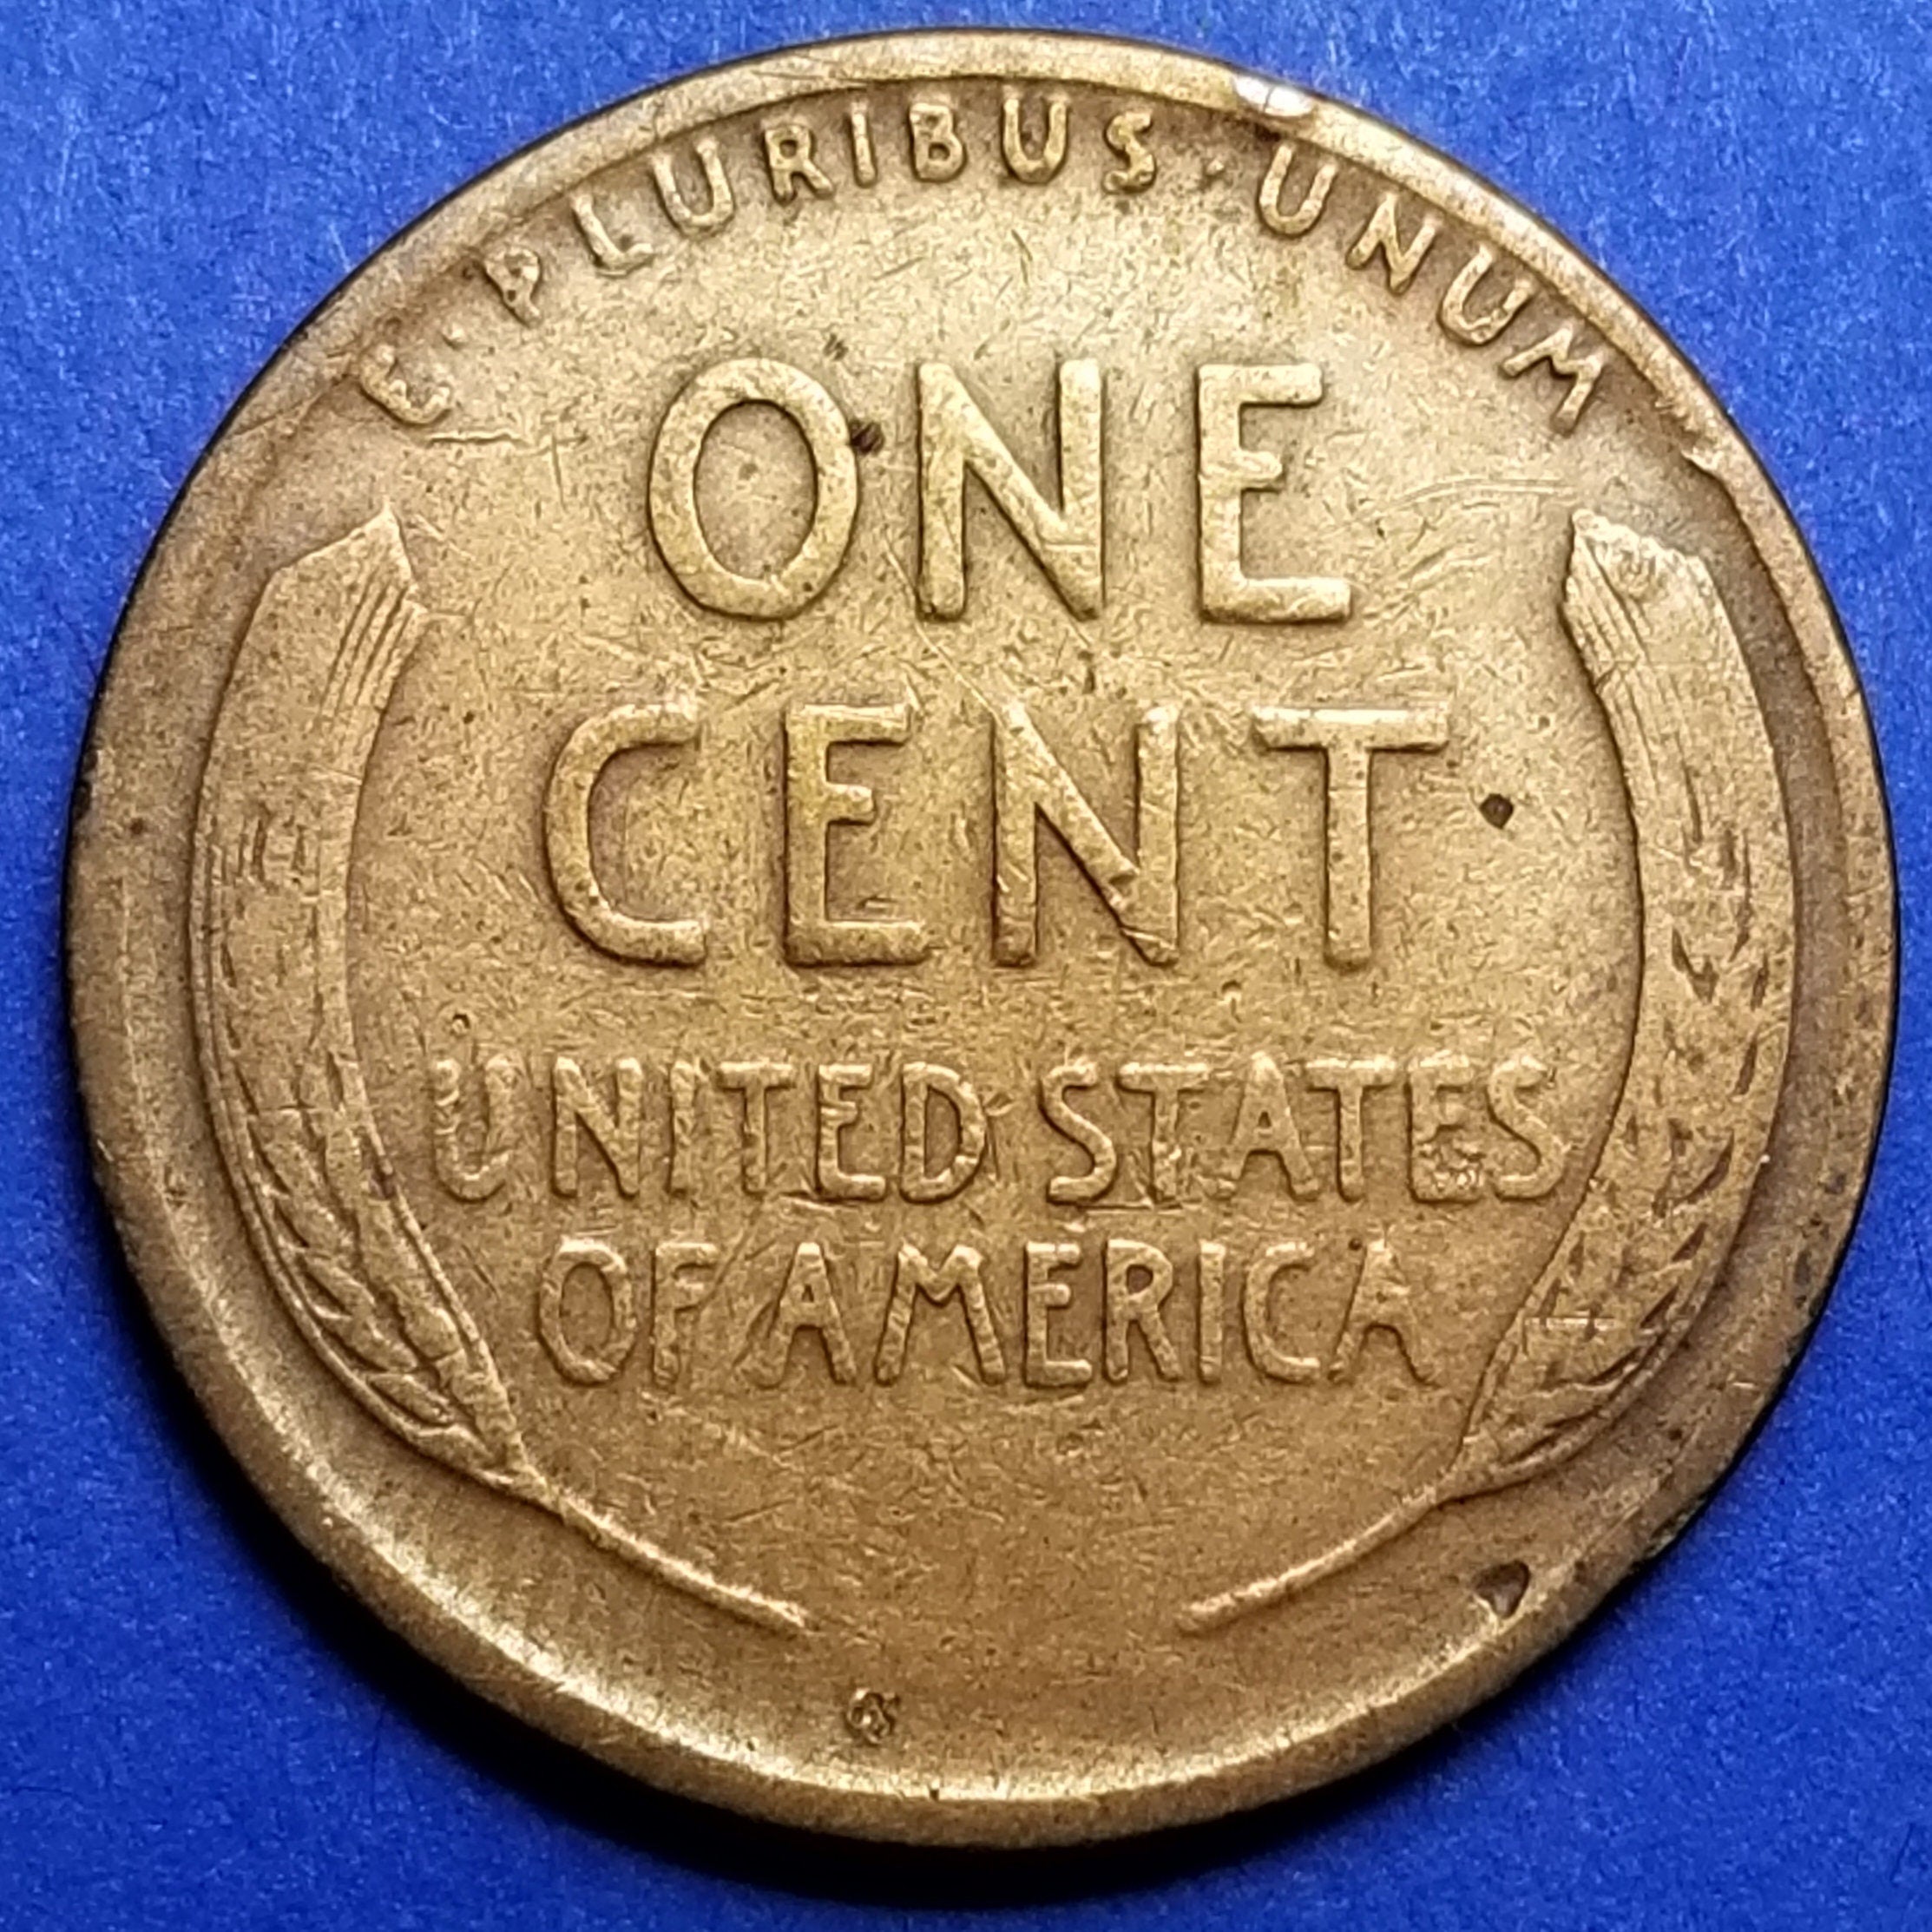 E·PLURIBUS·UNUM
ONE
CENT
UNITED STATES
OF AMERICA